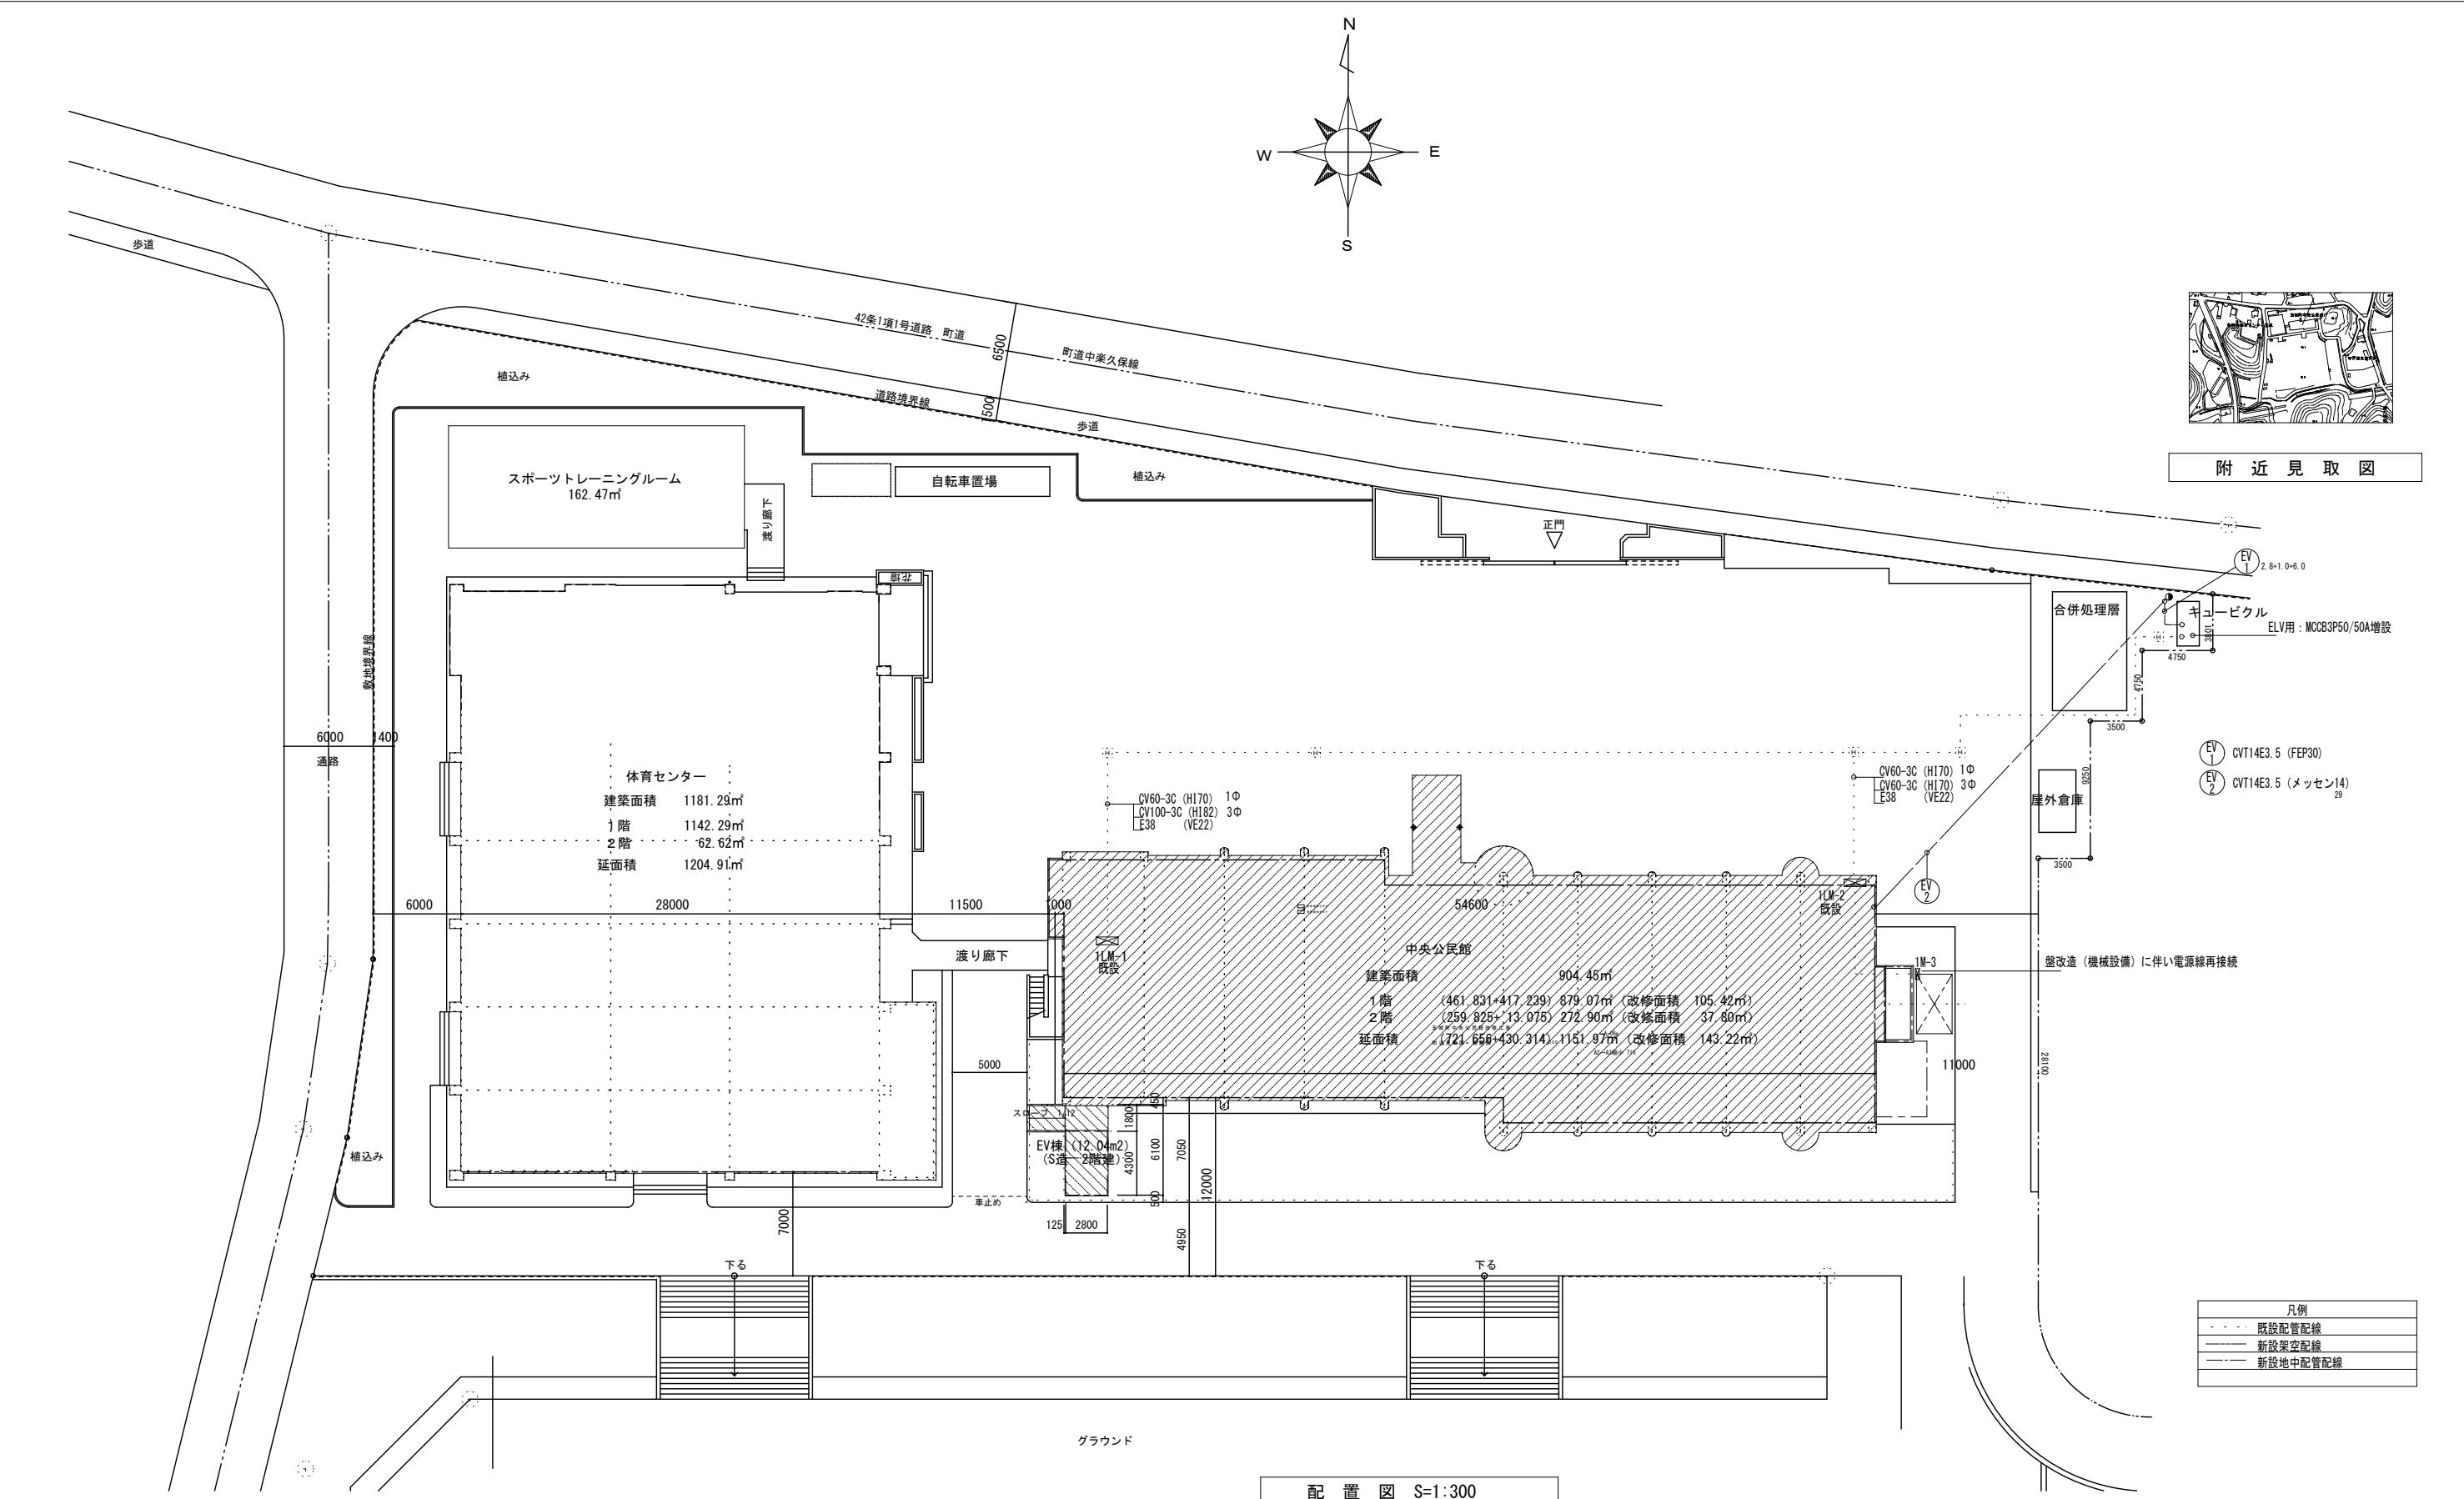 N
W
E
S
歩道
42条1項1号道路　町道
6500
町道中楽久保線
植込み
道路境界線
1500
歩道
附 近 見 取 図
スポーツトレーニングルーム
162.47㎡
渡り廊下
自転車置場
植込み
正門
EV
1
2.8+1.0+6.0
花壇
合併処理層
キュービクル
3801
ELV用：MCCB3P50/50A増設
4750
敷地境界線
4750
3500
6000
1400
通路
EV
1
CVT14E3.5 (FEP30)
EV
2
CVT14E3.5 (メッセン14)
29
体育センター
建築面積 1181.29㎡
1階 1142.29㎡
2階 62.62㎡
延面積 1204.91㎡
CV60-3C (HI70) 1Φ
CV100-3C (HI82) 3Φ
E38 (VE22)
CV60-3C (HI70) 1Φ
CV60-3C (HI70) 3Φ
E38 (VE22)
9250
屋外倉庫
3500
6000
28000
11500
1000
54600
1LM-2
既設
EV
2
渡り廊下
1LM-1
既設
中央公民館
建築面積 904.45㎡
1階 (461.831+417.239) 879.07㎡ (改修面積 105.42㎡)
2階 (259.825+ 13.075) 272.90㎡ (改修面積 37.80㎡)
延面積 (721.656+430.314) 1151.97㎡ (改修面積 143.22㎡)
1M-3
盤改造（機械設備）に伴い電源線再接続
5000
11000
28100
スロープ 1/12
450
1800
EV棟 (12.04m2)
(S造 2階建)
4300
6100
7050
12000
500
植込み
車止め
125
2800
4950
7000
下る
下る
凡例
既設配管配線
新設架空配線
新設地中配管配線
グラウンド
配 置 図 S=1:300